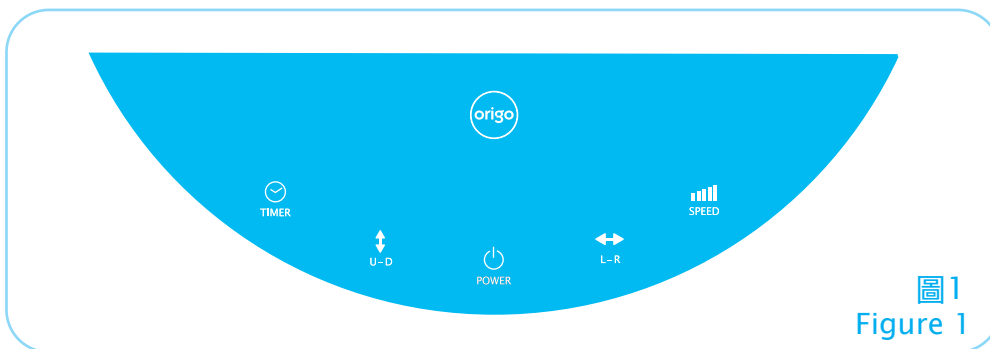 origo
TIMER
SPEED
U-D
L-R
POWER
圖1
Figure 1